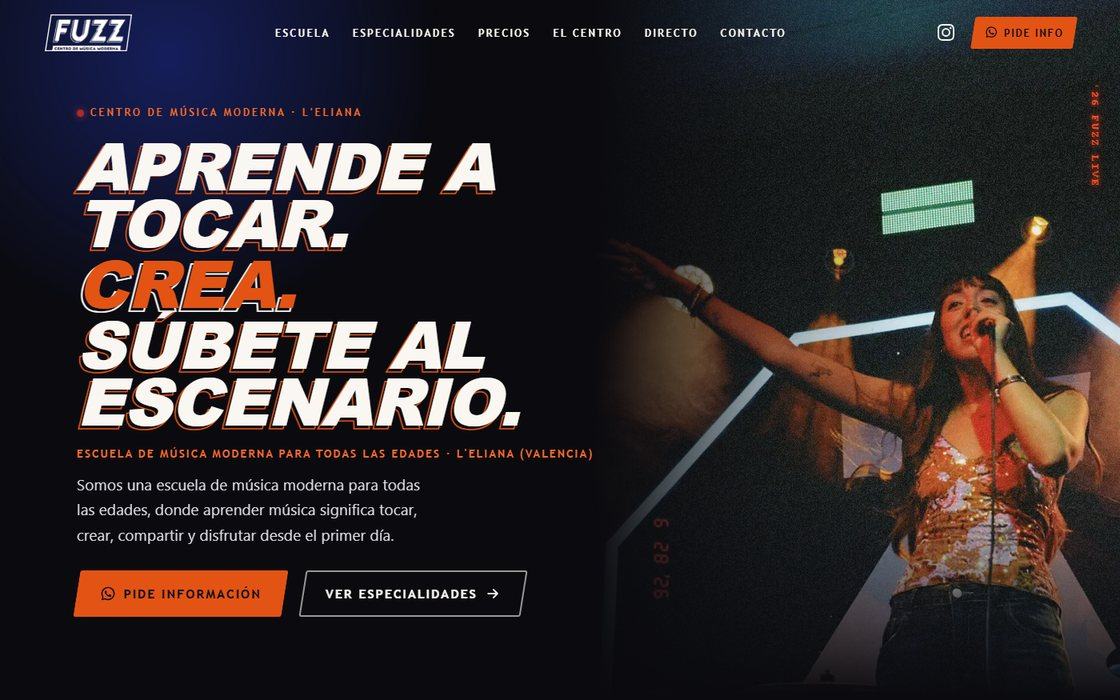 FUZZ
CENTRO DE MÚSICA MODERNA
ESCUELA ESPECIALIDADES PRECIOS EL CENTRO DIRECTO CONTACTO
PIDE INFO
'26 FUZZ LIVE
CENTRO DE MÚSICA MODERNA · L'ELIANA
APRENDE A
TOCAR.
CREA.
SÚBETE AL
ESCENARIO.
ESCUELA DE MÚSICA MODERNA PARA TODAS LAS EDADES · L'ELIANA (VALENCIA)
Somos una escuela de música moderna para todas
las edades, donde aprender música significa tocar,
crear, compartir y disfrutar desde el primer día.
PIDE INFORMACIÓN
VER ESPECIALIDADES →